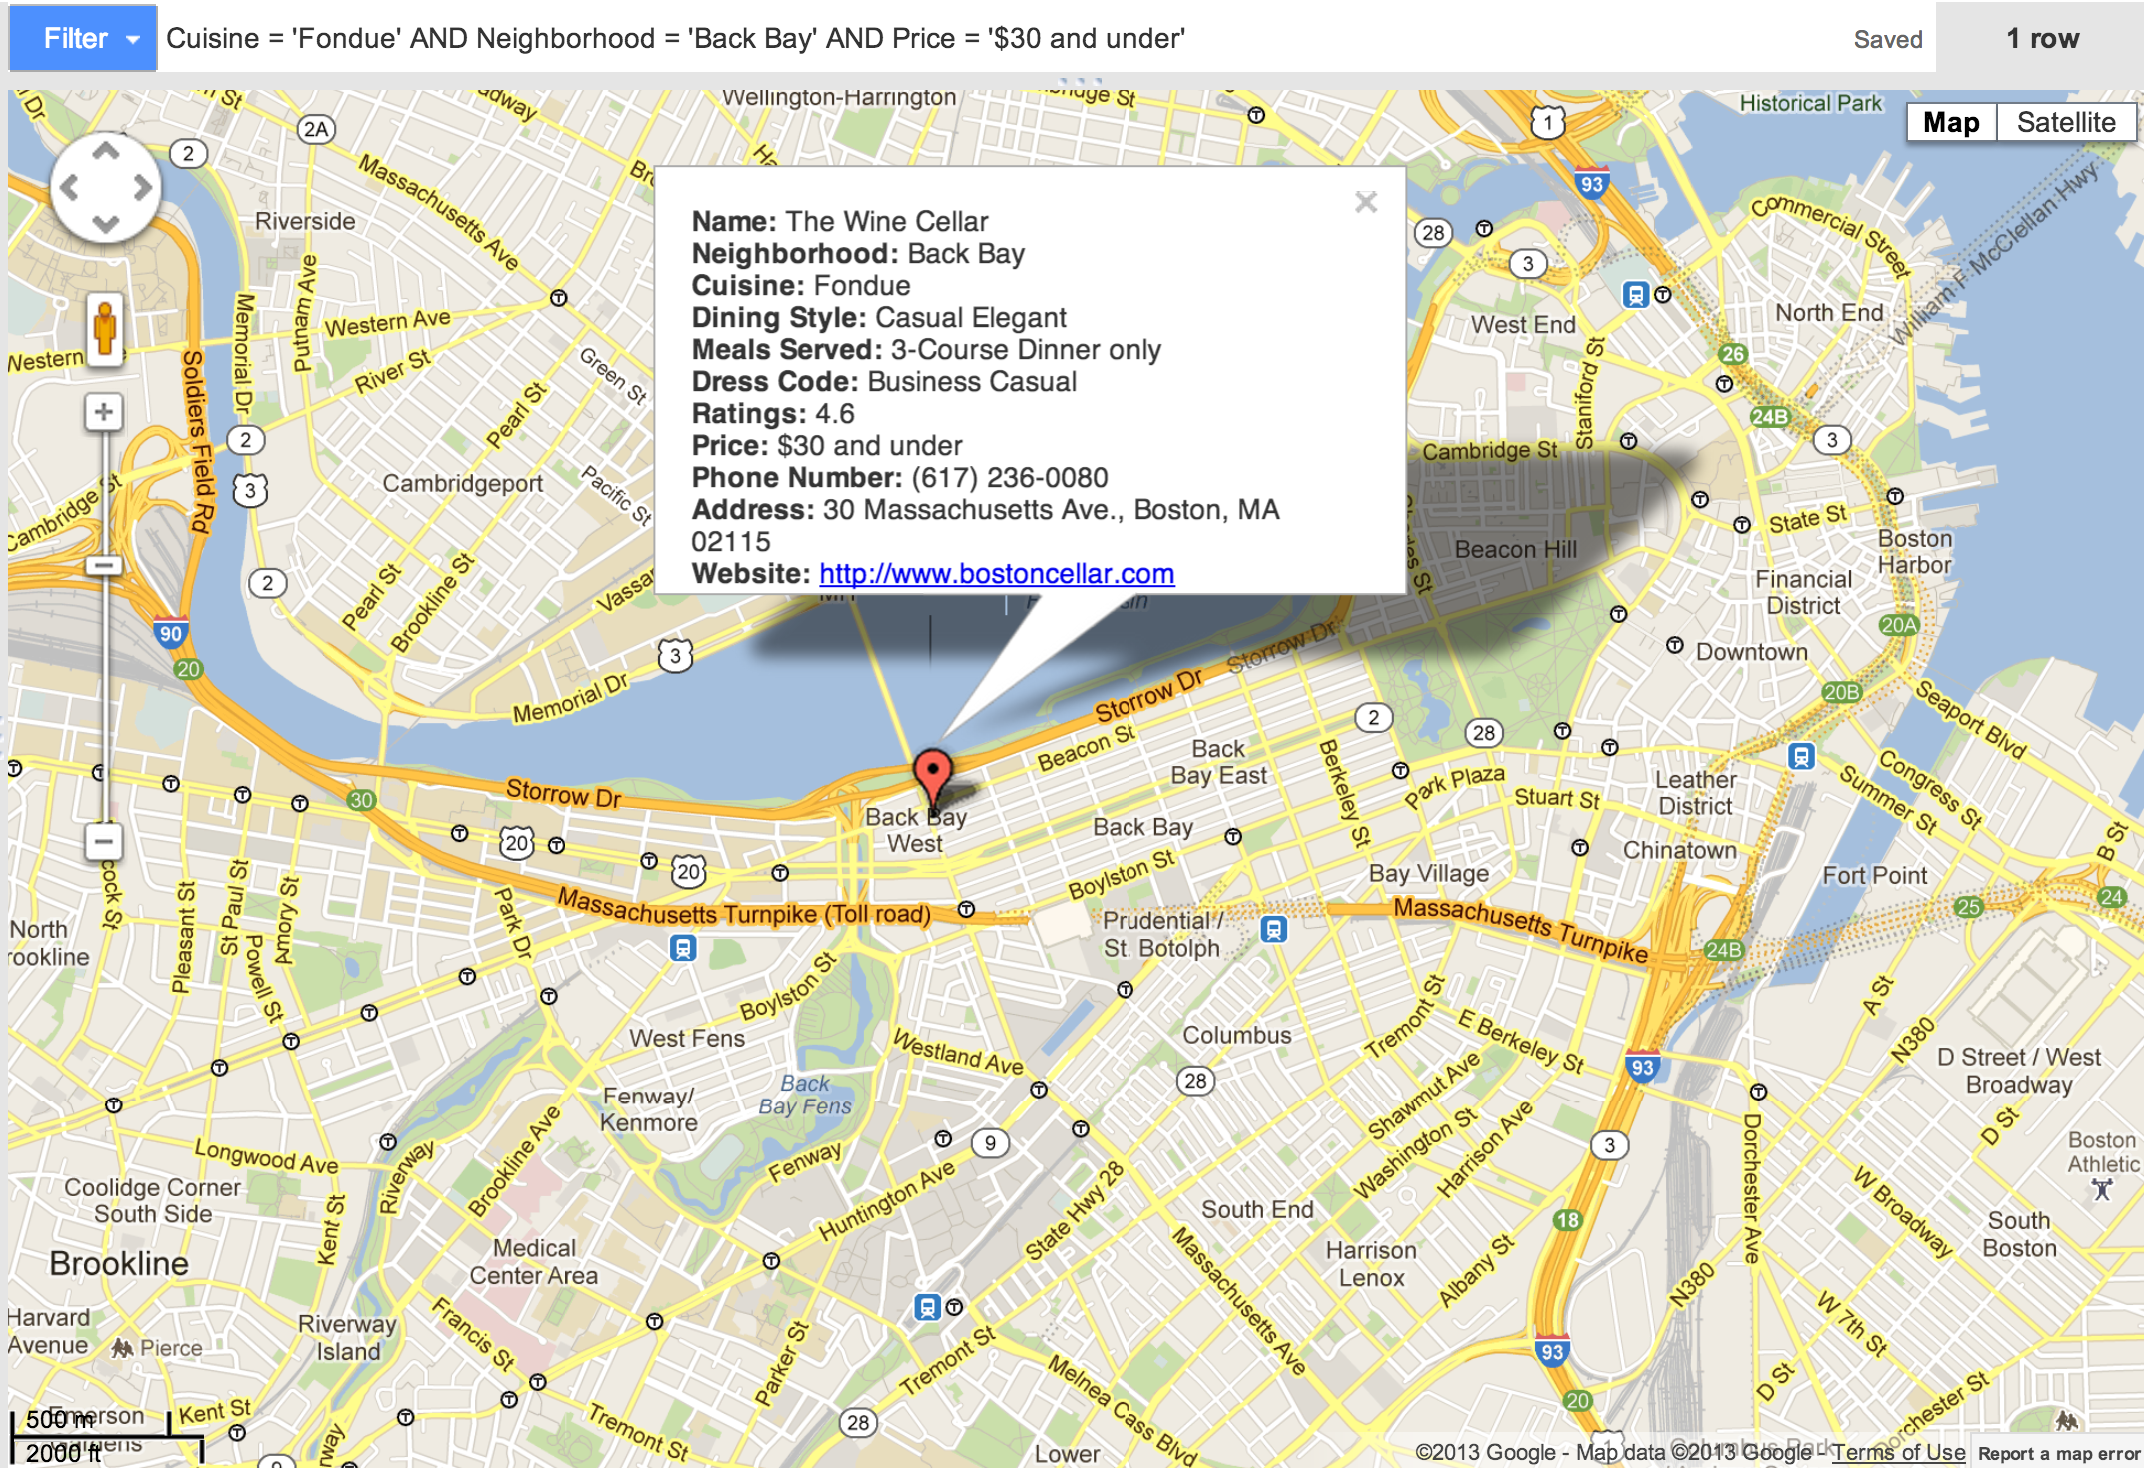 Filter
Cuisine = 'Fondue' AND Neighborhood = 'Back Bay' AND Price = '$30 and under'
Saved
1 row
Map
Satellite
Name: The Wine Cellar
Neighborhood: Back Bay
Cuisine: Fondue
Dining Style: Casual Elegant
Meals Served: 3-Course Dinner only
Dress Code: Business Casual
Ratings: 4.6
Price: $30 and under
Phone Number: (617) 236-0080
Address: 30 Massachusetts Ave., Boston, MA
02115
Website: http://www.bostoncellar.com
Wellington-Harrington
Historical Park
2A
2
1
93
Massachusetts Ave
Commercial Street
William F McClellan Hwy
Riverside
28
3
Memorial Dr
Putnam Ave
Western Ave
North End
West End
Western
River St
Green St
Staniford St
26
Soldiers Field Rd
Pearl St
24B
2
3
Cambridge St
Cambridgeport
Pacific St
3
Cambridge St
State St
Boston
Harbor
Beacon Hill
Financial
District
2
Pearl St
Brookline St
90
20
3
20A
Downtown
Storrow Dr
Memorial Dr
Storrow Dr
20B
Seaport Blvd
2
28
Beacon St
Back
Bay East
Berkeley St
Park Plaza
Leather
District
Congress St
Summer St
Storrow Dr
30
Stuart St
Back Bay
West
Back Bay
20
20
Chinatown
B St
Boylston St
Bay Village
Fort Point
24
25
Massachusetts Turnpike (Toll road)
Massachusetts Turnpike
Prudential /
St. Botolph
24B
North
Pleasant St
St Paul St
Amory St
Powell St
Park Dr
Boylston St
West Fens
Westland Ave
Columbus
Tremont St
E Berkeley St
A St
N380
D Street / West
Broadway
93
Back
Bay Fens
Fenway/
Kenmore
28
Shawmut Ave
Washington St
Harrison Ave
Dorchester Ave
D St
Boston
Athletic
9
3
Longwood Ave
Riverway
Brookline Ave
Fenway
Huntington Ave
State Hwy 28
W Broadway
Coolidge Corner
South Side
Kent St
South End
18
South
Boston
Brookline
Medical
Center Area
Massachusetts Ave
Harrison
Lenox
Albany St
N380
Harvard
Avenue
Pierce
Riverway
Island
Francis St
Parker St
Tremont St
Melnea Cass Blvd
93
W 7th St
D St
20
Emerson
Kent St
Tremont St
28
Lower
500 m
2000 ft
©2013 Google - Map data ©2013 Google - Terms of Use
Report a map error